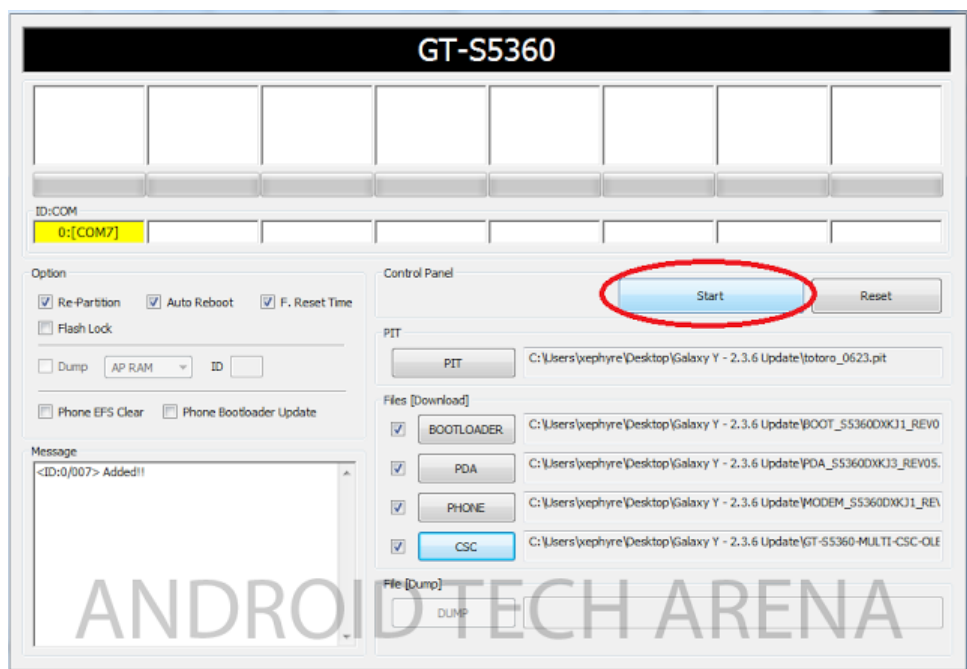 GT-S5360
ID:COM
0:[COM7]
Option
Re-Partition Auto Reboot F. Reset Time
Flash Lock
Dump AP RAM ID
Phone EFS Clear Phone Bootloader Update
Message
<ID:0/007> Added!!
Control Panel
Start Reset
PIT
PIT C:\Users\xephyre\Desktop\Galaxy Y - 2.3.6 Update\totoro_0623.pit
Files [Download]
BOOTLOADER C:\Users\xephyre\Desktop\Galaxy Y - 2.3.6 Update\BOOT_S5360DXKJ1_REV0
PDA C:\Users\xephyre\Desktop\Galaxy Y - 2.3.6 Update\PDA_S5360DXKJ3_REV05.
PHONE C:\Users\xephyre\Desktop\Galaxy Y - 2.3.6 Update\MODEM_S5360DXKJ1_RE\
CSC C:\Users\xephyre\Desktop\Galaxy Y - 2.3.6 Update\GT-S5360-MULTI-CSC-OLE
File [Dump]
DUMP
ANDROID TECH ARENA